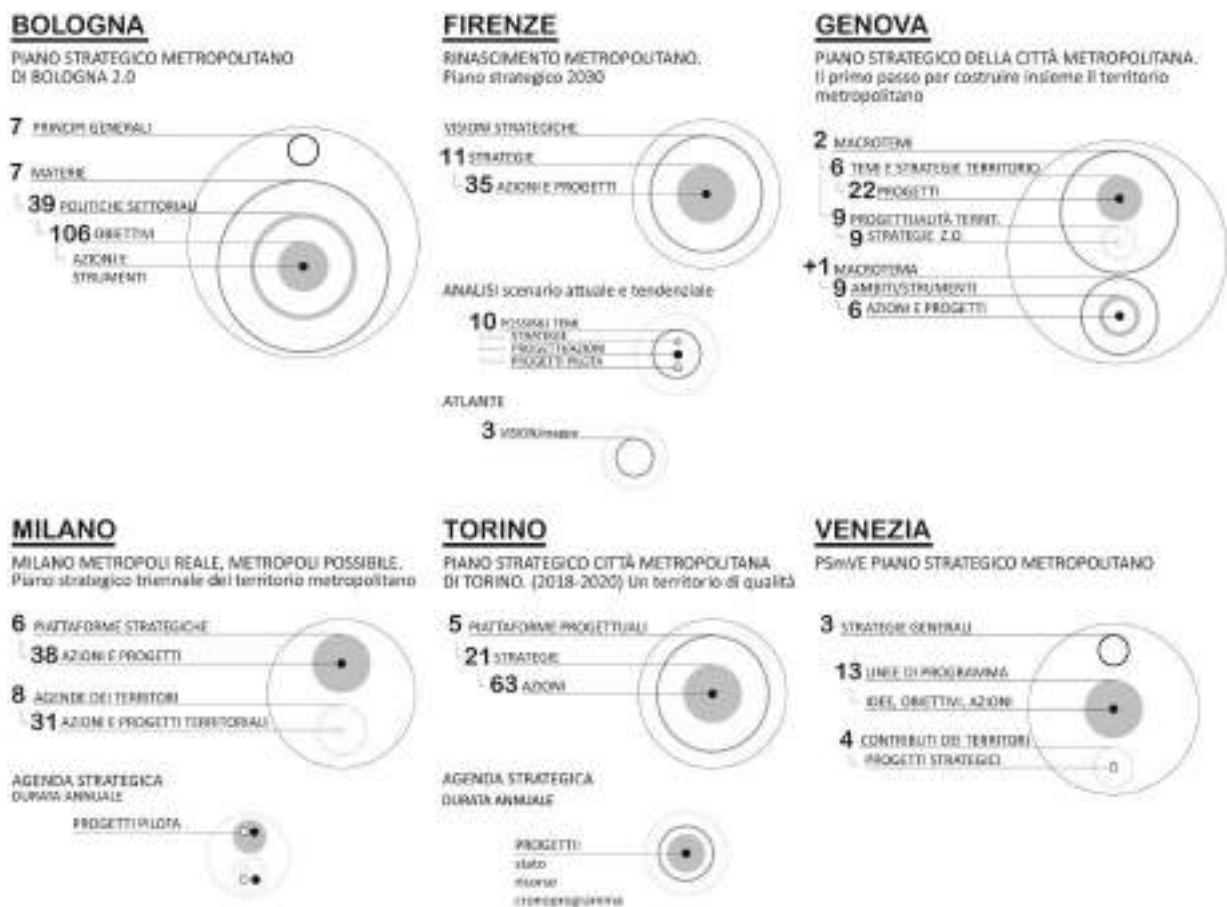 BOLOGNA
PIANO STRATEGICO METROPOLITANO
DI BOLOGNA 2.0
7 PRINCIPI GENERALI
7 MATERIE
39 POLITICHE SETTORIALI
106 OBIETTIVI
AZIONI E
STRUMENTI
FIRENZE
RINASCIMENTO METROPOLITANO.
Piano strategico 2030
VISIONI STRATEGICHE
11 STRATEGIE
35 AZIONI E PROGETTI
ANALISI scenario attuale e tendenziale
10 POSSIBILI TEMI
STRATEGIE
PROGETTI/AZIONI
PROGETTI PILOTA
ATLANTE
3 VISION/mappe
GENOVA
PIANO STRATEGICO DELLA CITTÀ METROPOLITANA.
Il primo passo per costruire insieme il territorio
metropolitano
2 MACROTEMI
6 TEMI E STRATEGIE TERRITORIO
22 PROGETTI
9 PROGETTUALITÀ TERRIT.
9 STRATEGIE Z.O.
+1 MACROTEMA
9 AMBITI/STRUMENTI
6 AZIONI E PROGETTI
MILANO
MILANO METROPOLI REALE, METROPOLI POSSIBILE.
Piano strategico triennale del territorio metropolitano
6 PIATTAFORME STRATEGICHE
38 AZIONI E PROGETTI
8 AGENDE DEI TERRITORI
31 AZIONI E PROGETTI TERRITORIALI
AGENDA STRATEGICA
DURATA ANNUALE
PROGETTI PILOTA
TORINO
PIANO STRATEGICO CITTÀ METROPOLITANA
DI TORINO. (2018-2020) Un territorio di qualità
5 PIATTAFORME PROGETTUALI
21 STRATEGIE
63 AZIONI
AGENDA STRATEGICA
DURATA ANNUALE
PROGETTI:
stato
risorse
cronoprogramma
VENEZIA
PSmVE PIANO STRATEGICO METROPOLITANO
3 STRATEGIE GENERALI
13 LINEE DI PROGRAMMA
IDEE, OBIETTIVI, AZIONI
4 CONTRIBUTI DEI TERRITORI
PROGETTI STRATEGICI